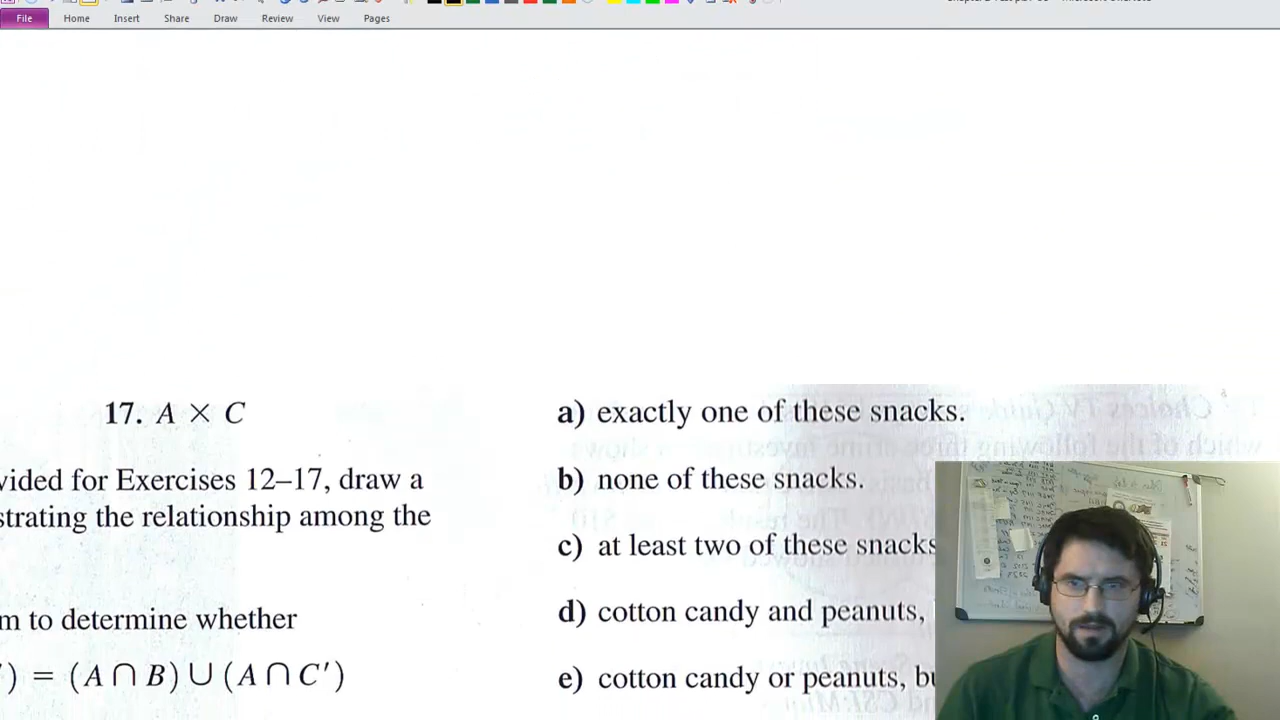 File Home Insert Share Draw Review View Pages
17. A × C
vided for Exercises 12–17, draw a
strating the relationship among the
m to determine whether
') = (A ∩ B) ∪ (A ∩ C')
a) exactly one of these snacks.
b) none of these snacks.
c) at least two of these snacks
d) cotton candy and peanuts,
e) cotton candy or peanuts, bu